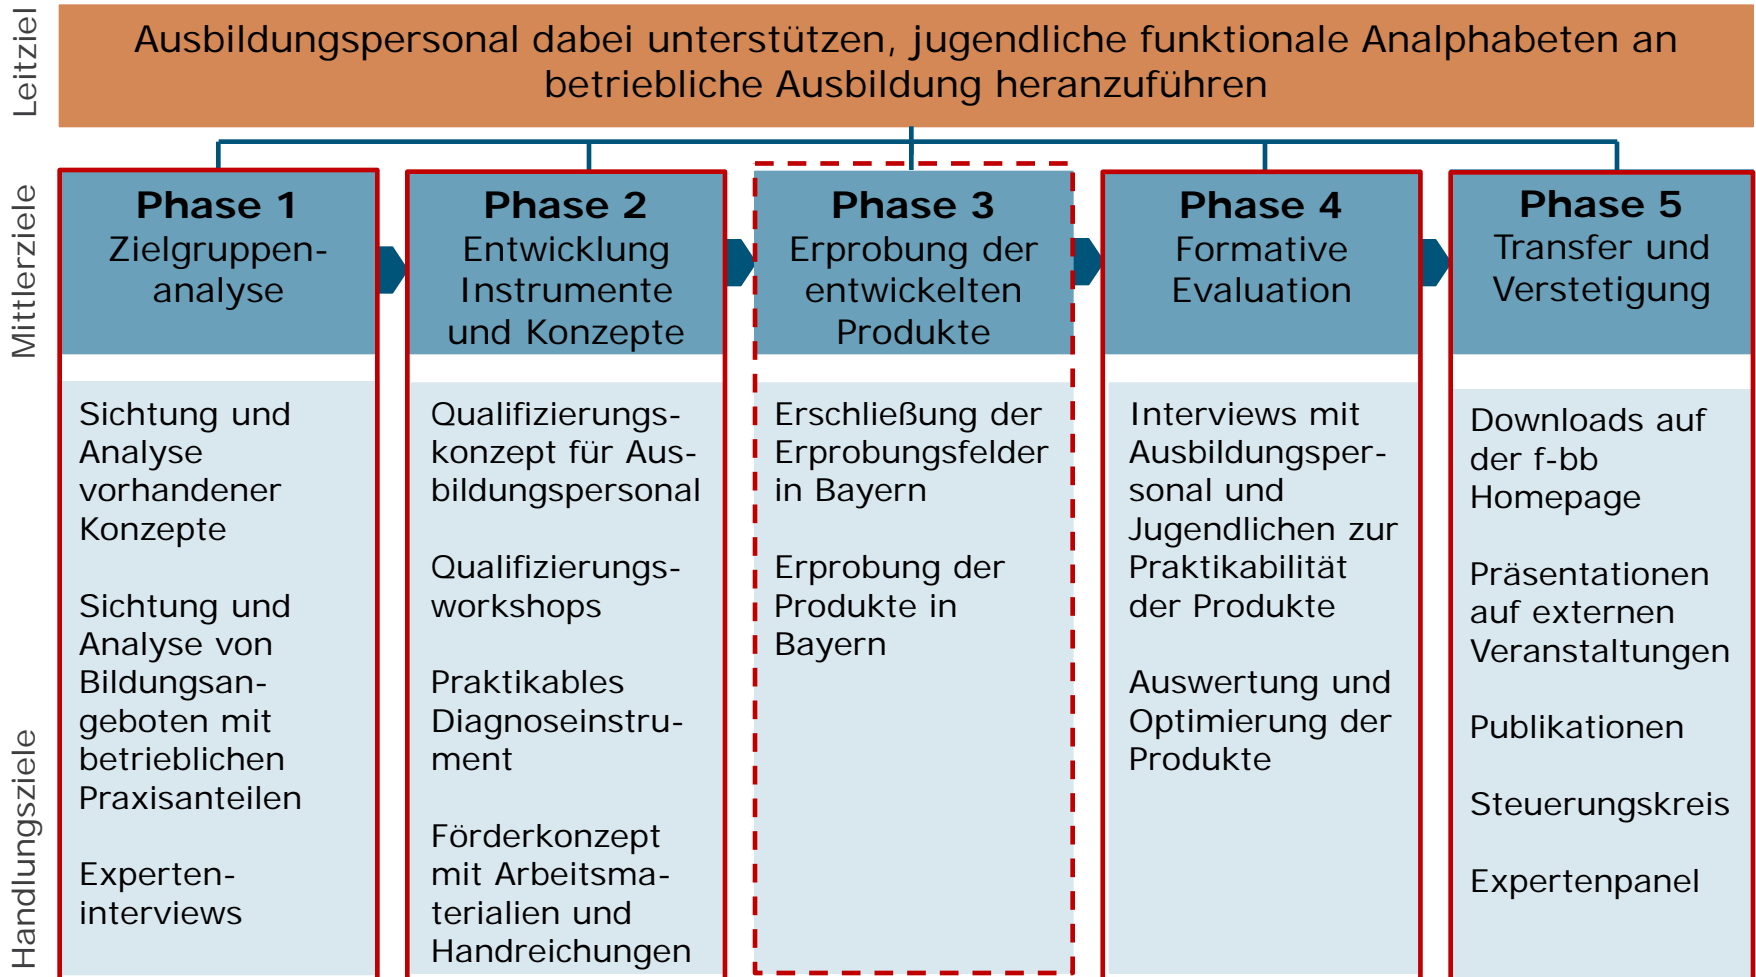 Leitziel
Ausbildungspersonal dabei unterstützen, jugendliche funktionale Analphabeten an
betriebliche Ausbildung heranzuführen
Mittlerziele
Phase 1
Zielgruppen-
analyse
Phase 2
Entwicklung
Instrumente
und Konzepte
Phase 3
Erprobung der
entwickelten
Produkte
Phase 4
Formative
Evaluation
Phase 5
Transfer und
Verstetigung
Handlungsziele
Sichtung und
Analyse
vorhandener
Konzepte
Sichtung und
Analyse von
Bildungsan-
geboten mit
betrieblichen
Praxisanteilen
Experten-
interviews
Qualifizierungs-
konzept für Aus-
bildungspersonal
Qualifizierungs-
workshops
Praktikables
Diagnoseinstru-
ment
Förderkonzept
mit Arbeitsma-
terialien und
Handreichungen
Erschließung der
Erprobungsfelder
in Bayern
Erprobung der
Produkte in
Bayern
Interviews mit
Ausbildungsper-
sonal und
Jugendlichen zur
Praktikabilität
der Produkte
Auswertung und
Optimierung der
Produkte
Downloads auf
der f-bb
Homepage
Präsentationen
auf externen
Veranstaltungen
Publikationen
Steuerungskreis
Expertenpanel